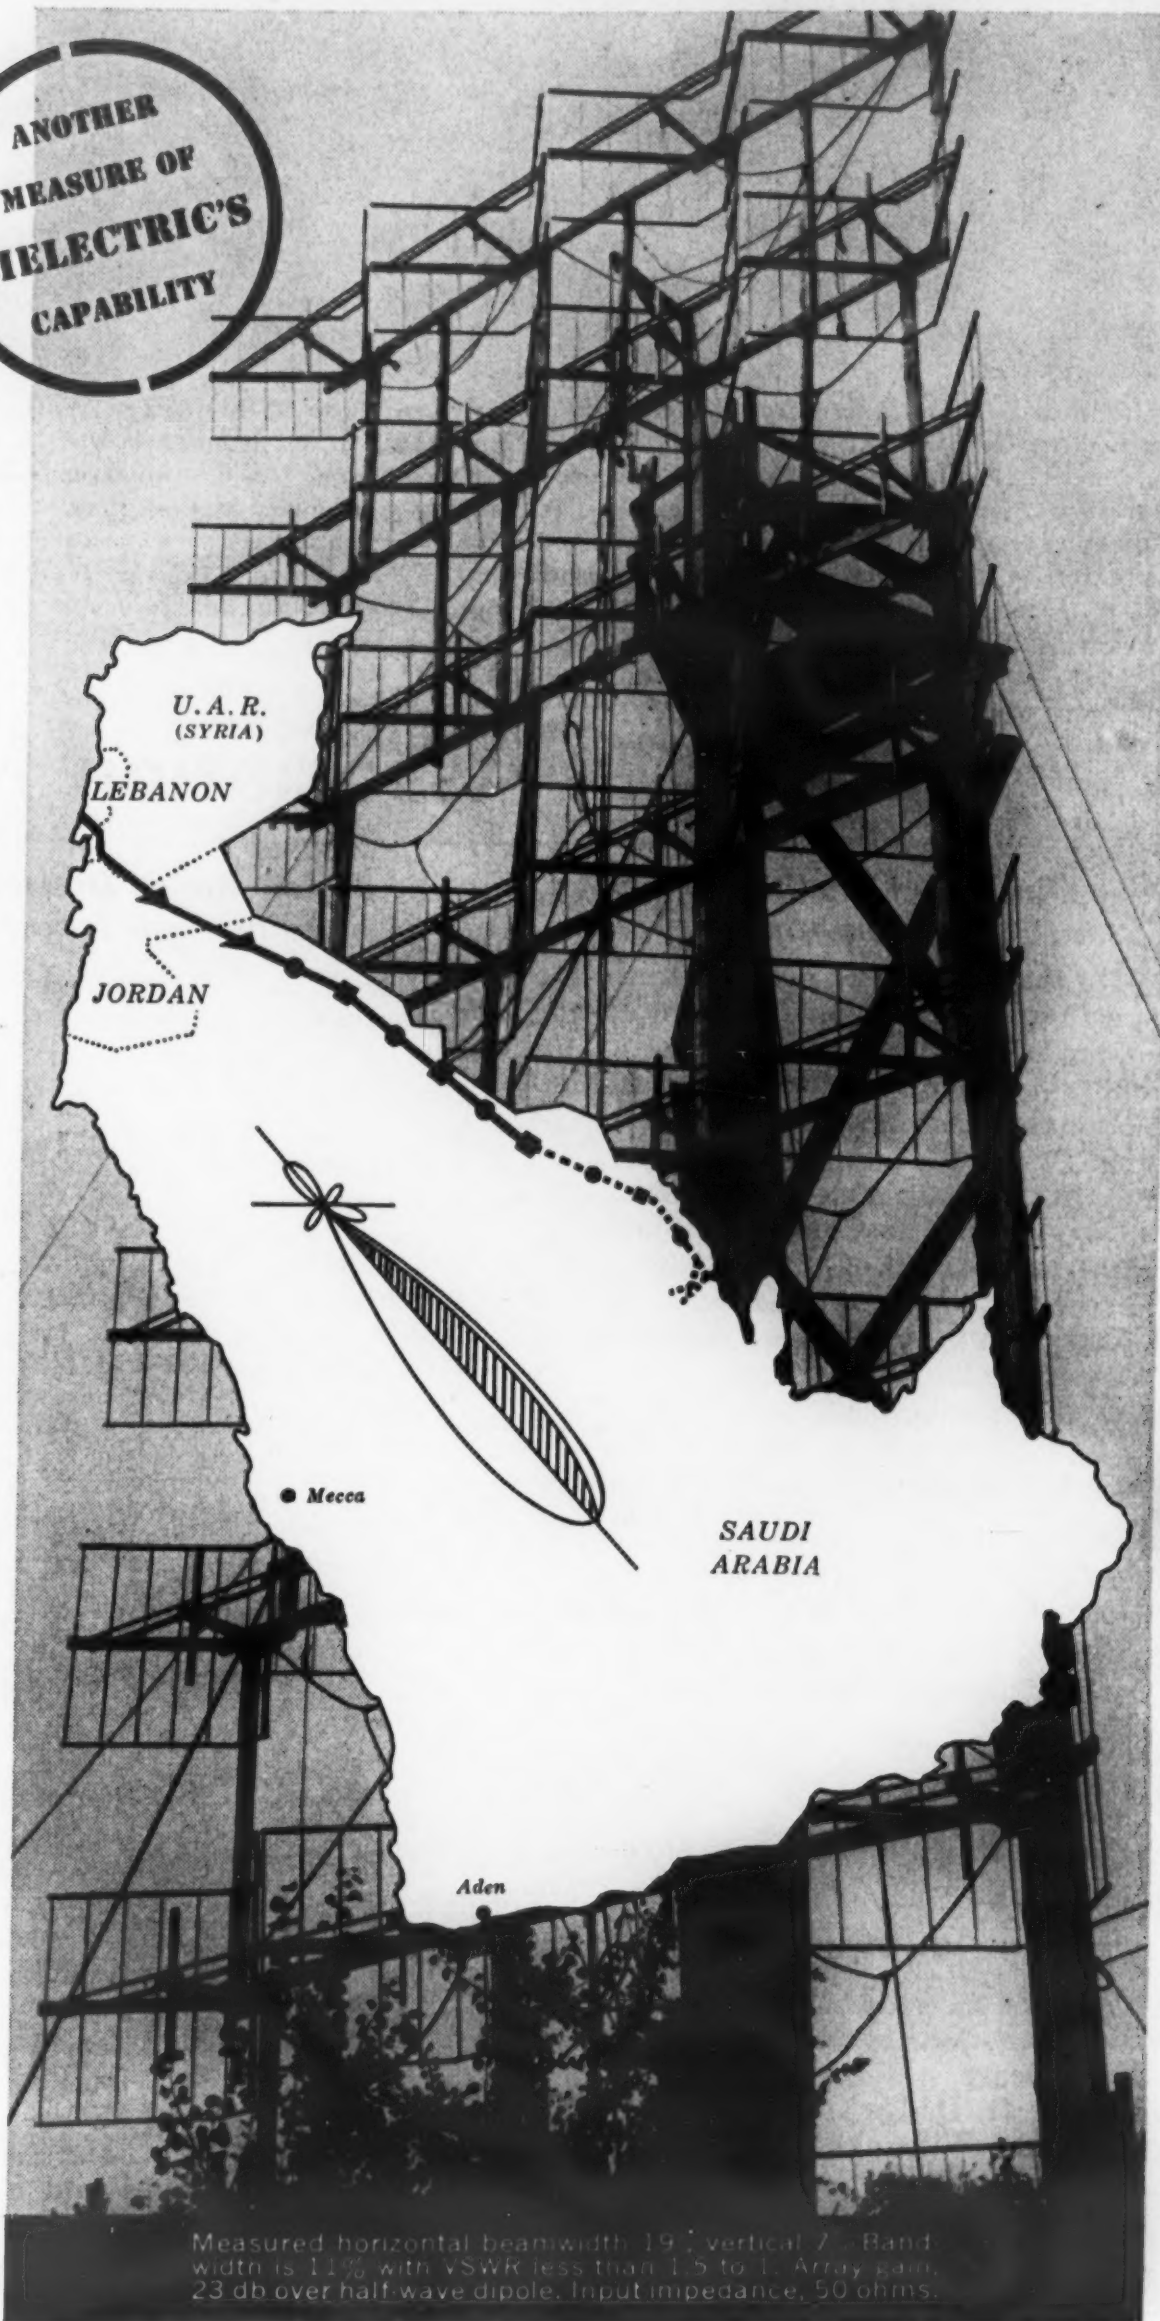 ANOTHER
MEASURE OF
IELECTRIC'S
CAPABILITY
U.A.R.
(SYRIA)
LEBANON
JORDAN
Mecca
SAUDI
ARABIA
Aden
Measured horizontal beamwidth 19°; vertical 7°. Band-
width is 11% with VSWR less than 1.5 to 1. Array gain,
23 db over half-wave dipole. Input impedance, 50 ohms.